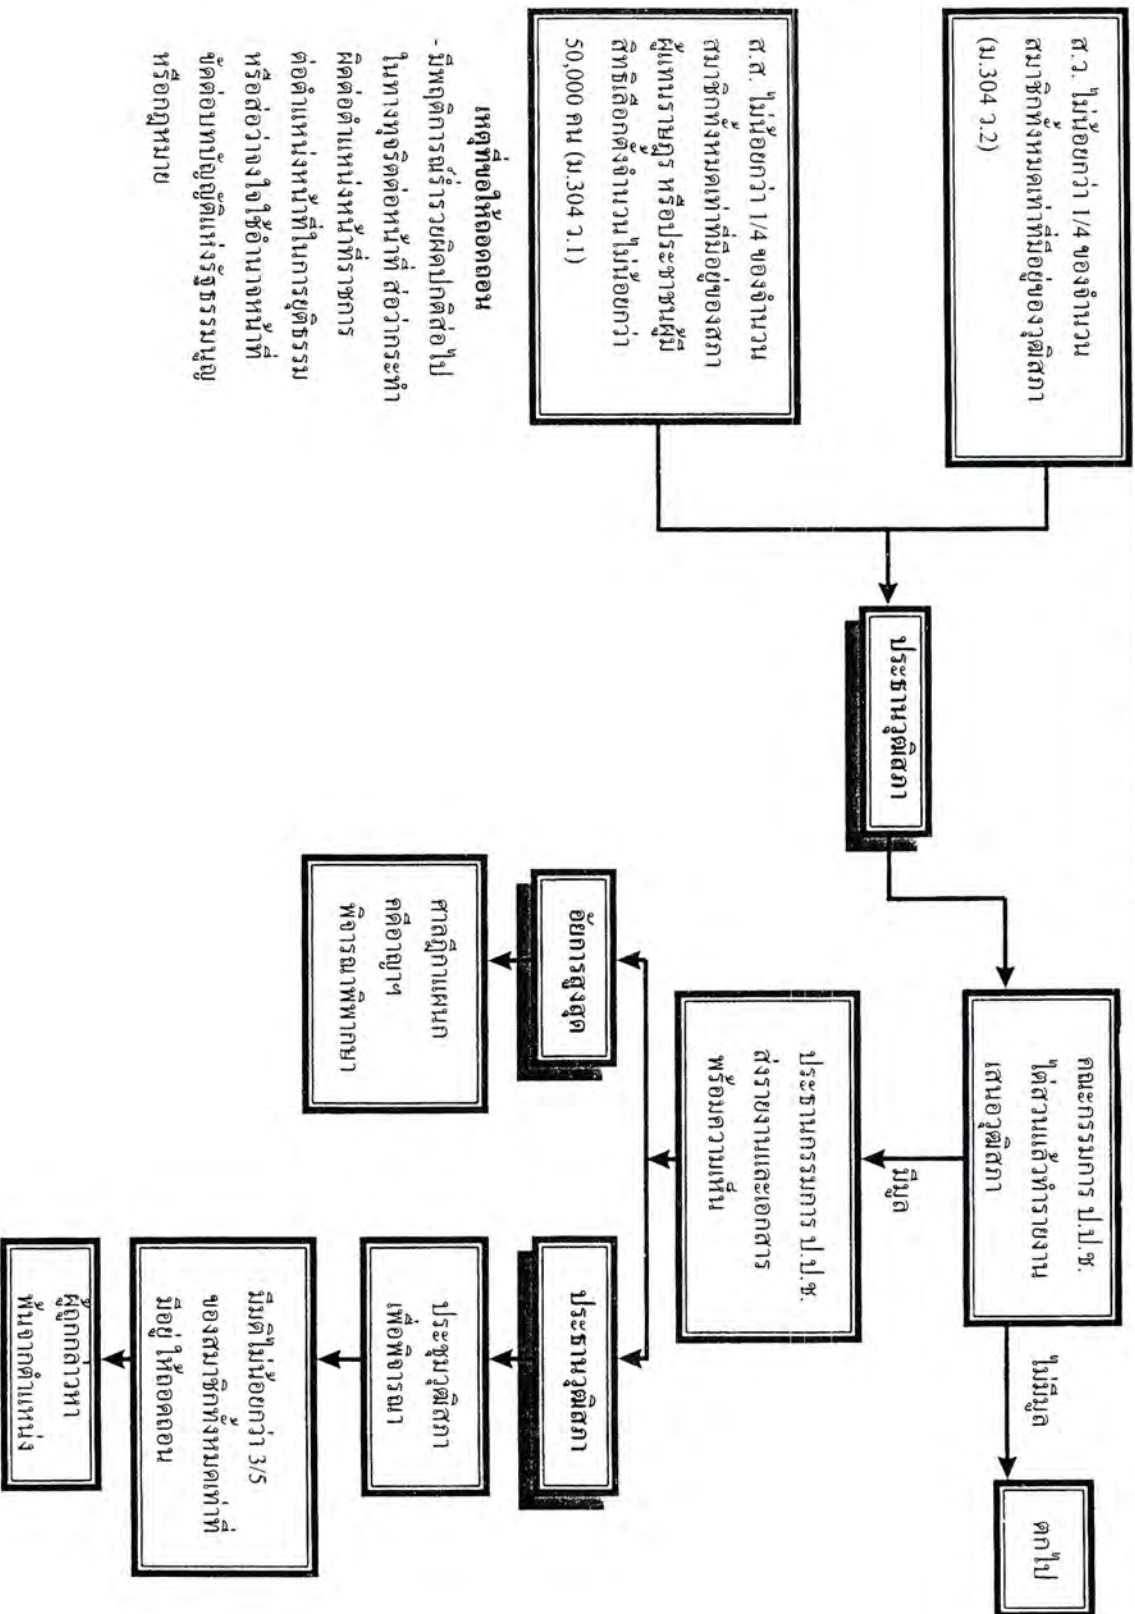 ส.ว. ไม่น้อยกว่า 1/4 ของจำนวน
สมาชิกทั้งหมดเท่าที่มีอยู่ของวุฒิสภา
(ม.304 ว.2)
ส.ส. ไม่น้อยกว่า 1/4 ของจำนวน
สมาชิกทั้งหมดเท่าที่มีอยู่ของสภา
ผู้แทนราษฎร หรือประชาชนผู้มี
สิทธิเลือกตั้งจำนวนไม่น้อยกว่า
50,000 คน (ม.304 ว.1)
เหตุที่ขอให้ถอดถอน
- มีพฤติการณ์ร่ำรวยผิดปกติส่อไป
ในทางทุจริตต่อหน้าที่ ส่อว่ากระทำ
ผิดต่อตำแหน่งหน้าที่ราชการ
ต่อตำแหน่งหน้าที่ในการยุติธรรม
หรือส่อว่าจงใจใช้อำนาจหน้าที่
ขัดต่อบทบัญญัติแห่งรัฐธรรมนูญ
หรือกฎหมาย
ประธานวุฒิสภา
คณะกรรมการ ป.ป.ช.
ไต่สวนแล้วทำรายงาน
เสนอวุฒิสภา
ไม่มีมูล
ตกไป
มีมูล
ประธานกรรมการ ป.ป.ช.
ส่งรายงานและเอกสาร
พร้อมความเห็น
อัยการสูงสุด
ศาลฎีกาแผนก
คดีอาญาฯ
พิจารณาพิพากษา
ประธานวุฒิสภา
ประชุมวุฒิสภา
เพื่อพิจารณา
มีมติไม่น้อยกว่า 3/5
ของสมาชิกทั้งหมดเท่าที่
มีอยู่ ให้ถอดถอน
ผู้ถูกกล่าวหา
พ้นจากตำแหน่ง